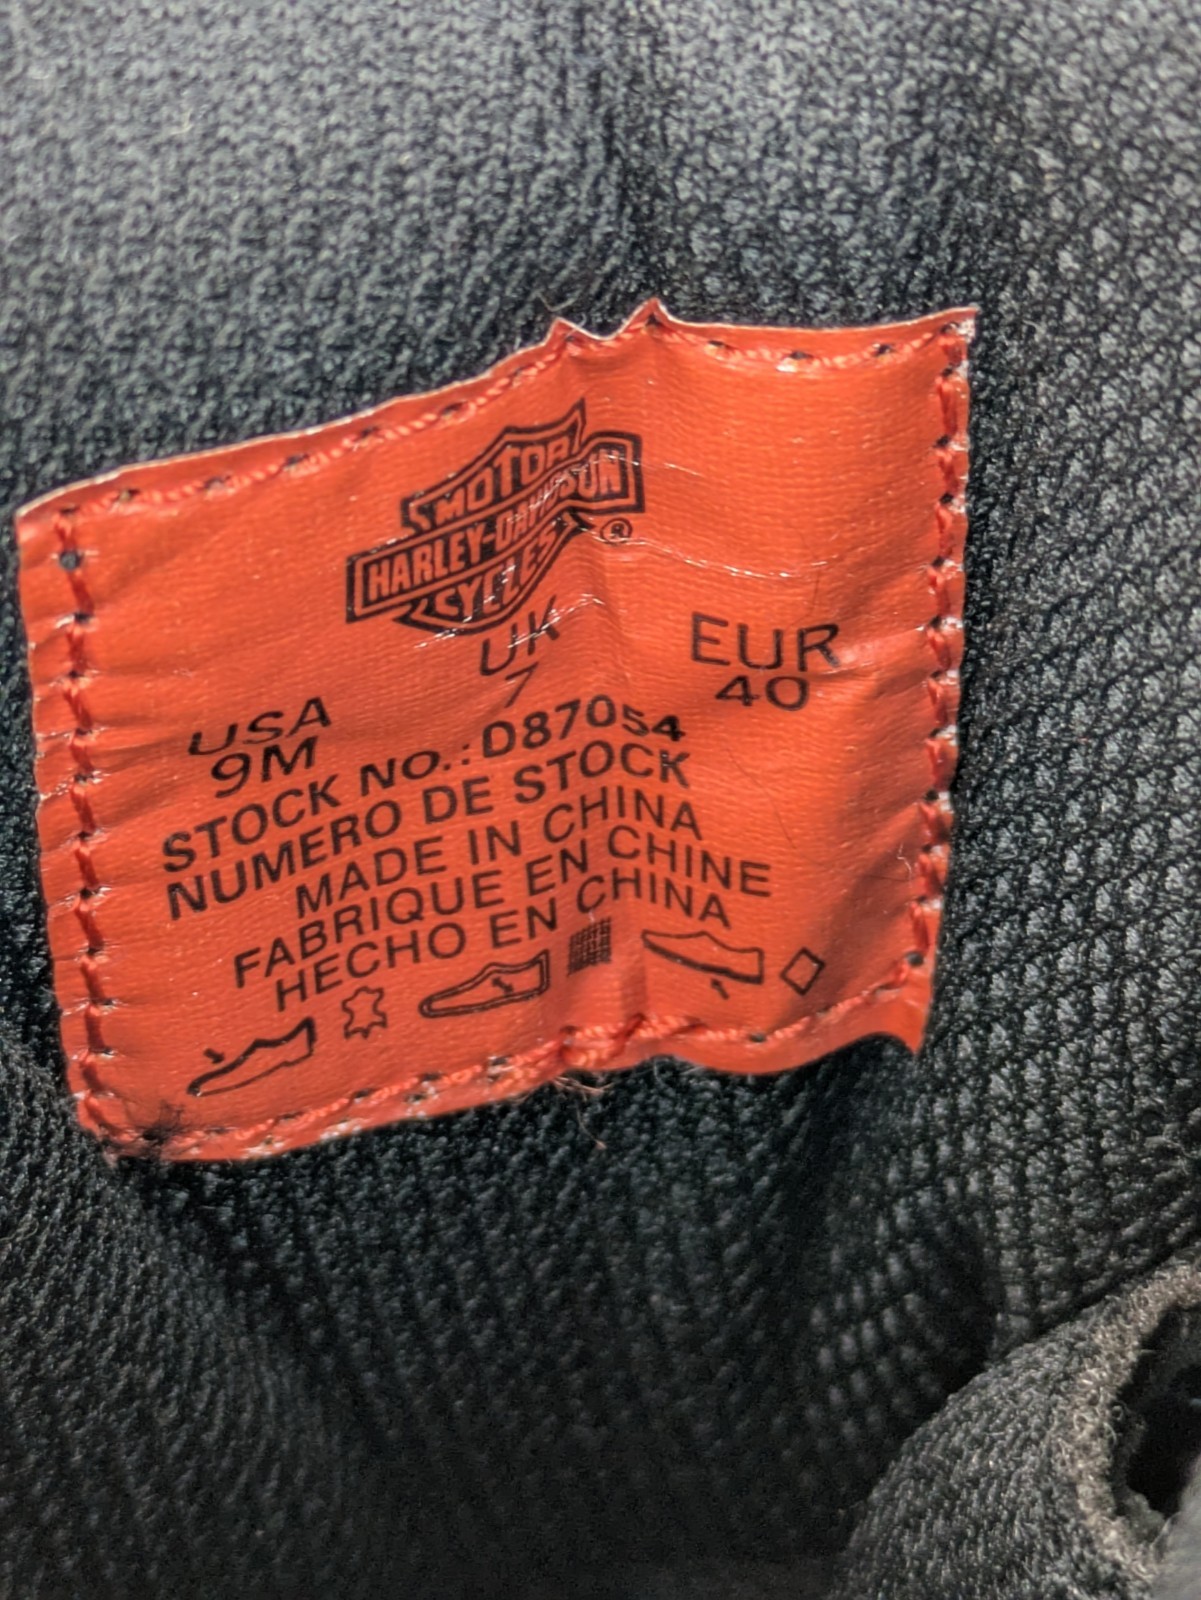 MOTOR
HARLEY-DAVIDSON
CYCLES
®
USA UK EUR
9M 7 40
STOCK NO.: D87054
NUMERO DE STOCK
MADE IN CHINA
FABRIQUE EN CHINE
HECHO EN CHINA